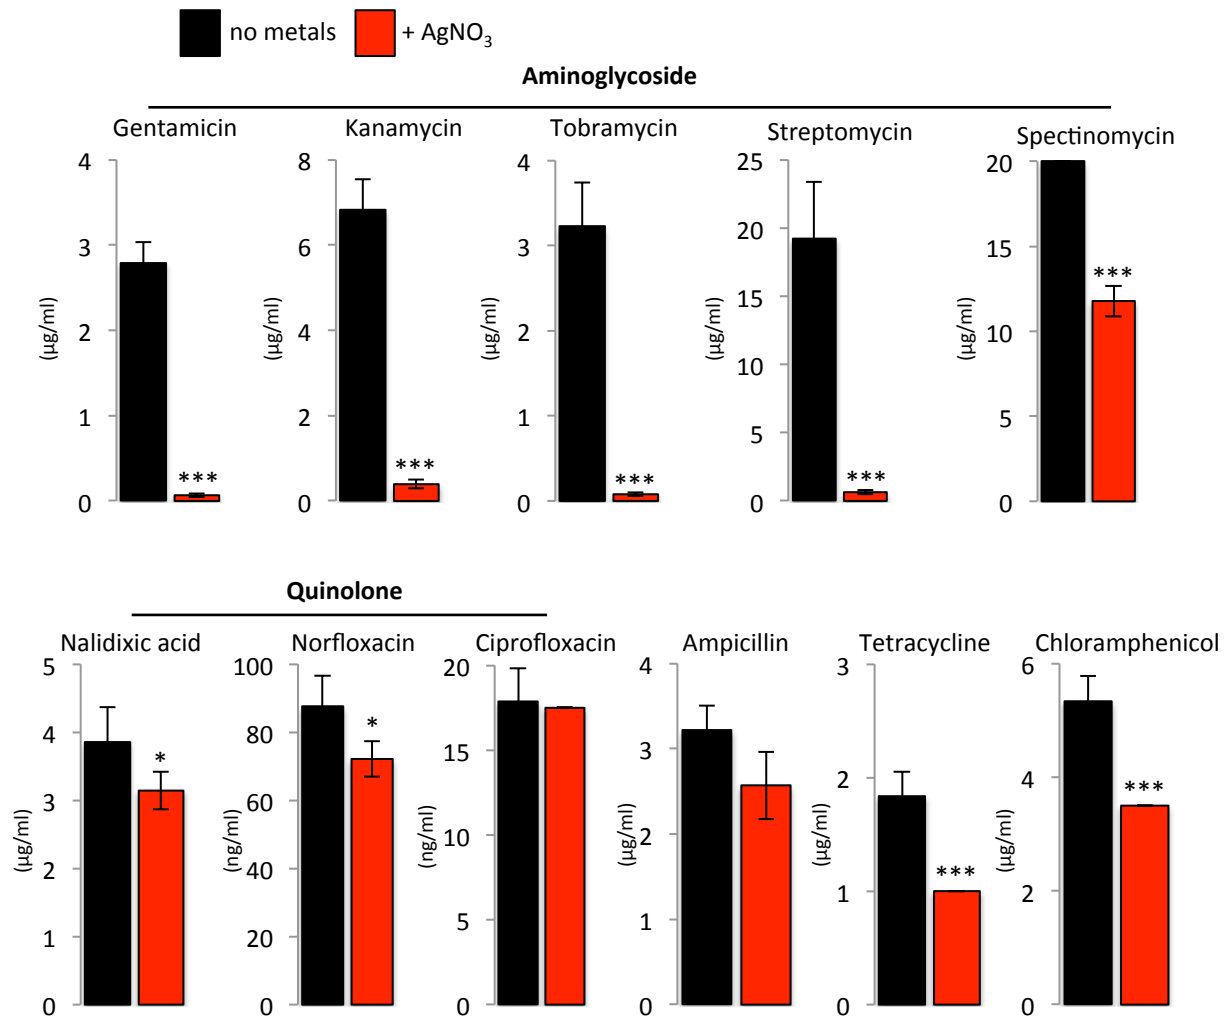 no metals + AgNO₃
Aminoglycoside
Gentamicin Kanamycin Tobramycin Streptomycin Spectinomycin
(µg/ml) 4 3 2 1 0 ***
(µg/ml) 8 6 4 2 0 ***
(µg/ml) 4 3 2 1 0 ***
(µg/ml) 25 20 15 10 5 0 ***
(µg/ml) 20 15 10 5 0 ***
Quinolone
Nalidixic acid Norfloxacin Ciprofloxacin Ampicillin Tetracycline Chloramphenicol
(µg/ml) 5 4 3 2 1 0 *
(ng/ml) 100 80 60 40 20 0 *
(ng/ml) 20 15 10 5 0
(µg/ml) 4 3 2 1 0
(µg/ml) 3 2 1 0 ***
(µg/ml) 6 4 2 0 ***